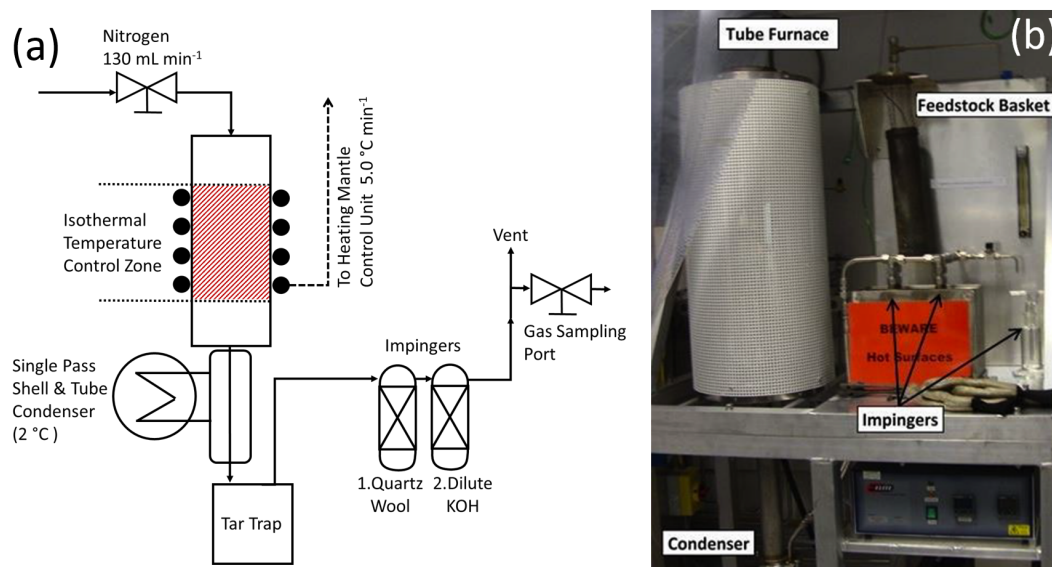 (a)
Nitrogen
130 mL min⁻¹
Isothermal
Temperature
Control Zone
To Heating Mantle
Control Unit 5.0 °C min⁻¹
Single Pass
Shell & Tube
Condenser
(2 °C )
Tar Trap
Impingers
1.Quartz
Wool
2.Dilute
KOH
Vent
Gas Sampling
Port
(b)
Tube Furnace
Feedstock Basket
BEWARE
Hot Surfaces
Impingers
Condenser